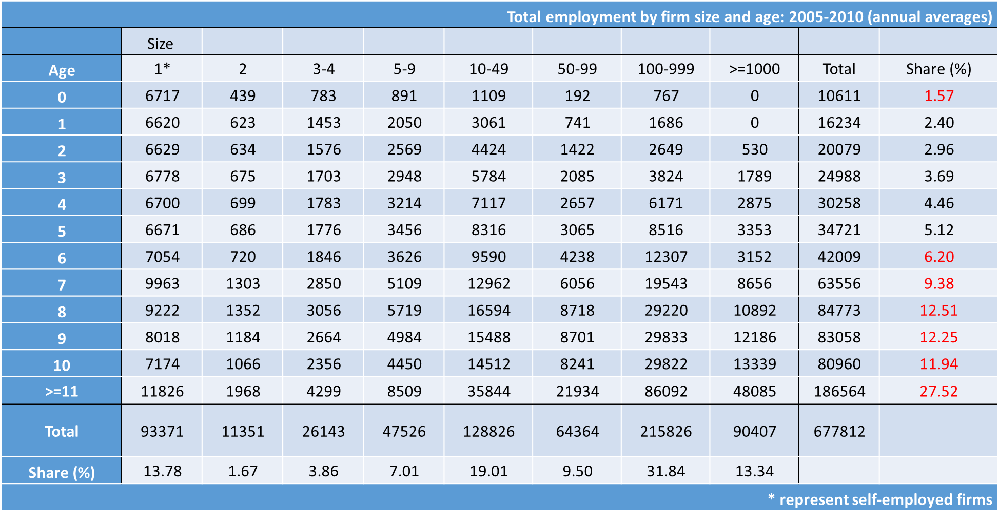 Total employment by firm size and age: 2005-2010 (annual averages)
Size
Age 1* 2 3-4 5-9 10-49 50-99 100-999 >=1000 Total Share (%)
0 6717 439 783 891 1109 192 767 0 10611 1.57
1 6620 623 1453 2050 3061 741 1686 0 16234 2.40
2 6629 634 1576 2569 4424 1422 2649 530 20079 2.96
3 6778 675 1703 2948 5784 2085 3824 1789 24988 3.69
4 6700 699 1783 3214 7117 2657 6171 2875 30258 4.46
5 6671 686 1776 3456 8316 3065 8516 3353 34721 5.12
6 7054 720 1846 3626 9590 4238 12307 3152 42009 6.20
7 9963 1303 2850 5109 12962 6056 19543 8656 63556 9.38
8 9222 1352 3056 5719 16594 8718 29220 10892 84773 12.51
9 8018 1184 2664 4984 15488 8701 29833 12186 83058 12.25
10 7174 1066 2356 4450 14512 8241 29822 13339 80960 11.94
>=11 11826 1968 4299 8509 35844 21934 86092 48085 186564 27.52
Total 93371 11351 26143 47526 128826 64364 215826 90407 677812
Share (%) 13.78 1.67 3.86 7.01 19.01 9.50 31.84 13.34
* represent self-employed firms